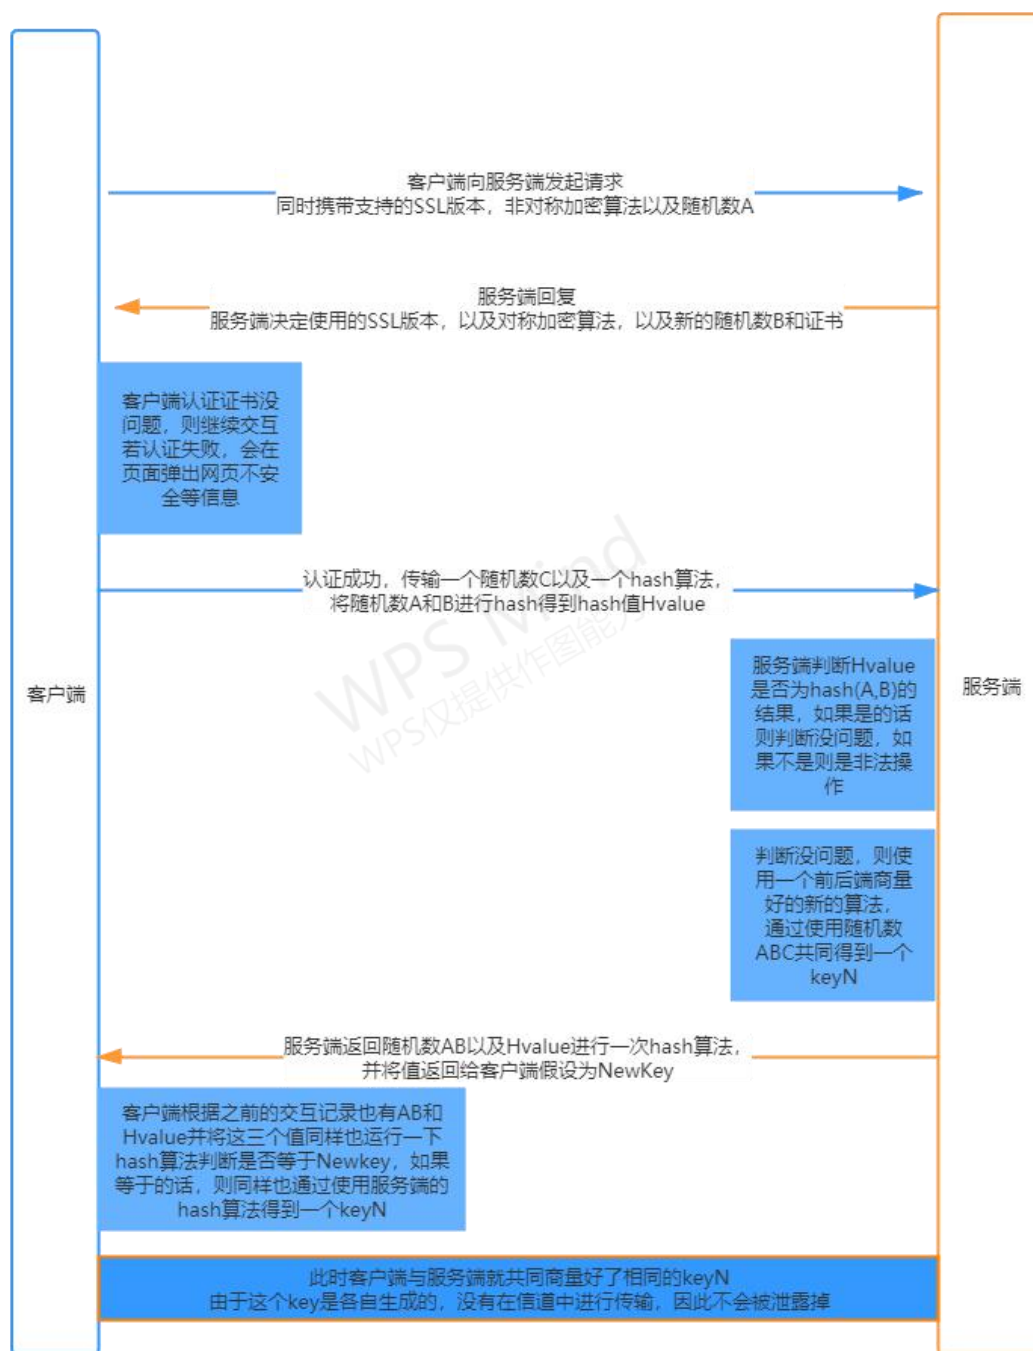 客户端向服务端发起请求
同时携带支持的SSL版本，非对称加密算法以及随机数A
服务端回复
服务端决定使用的SSL版本，以及对称加密算法，以及新的随机数B和证书
客户端认证证书没
问题，则继续交互
若认证失败，会在
页面弹出网页不安
全等信息
认证成功，传输一个随机数C以及一个hash算法，
将随机数A和B进行hash得到hash值Hvalue
WPS Mind
WPS仅提供作图能力
服务端判断Hvalue
是否为hash(A,B)的
结果，如果是的话
则判断没问题，如
果不是则是非法操
作
客户端
服务端
判断没问题，则使
用一个前后端商量
好的新的算法，
通过使用随机数
ABC共同得到一个
keyN
服务端返回随机数AB以及Hvalue进行一次hash算法，
并将值返回给客户端假设为NewKey
客户端根据之前的交互记录也有AB和
Hvalue并将这三个值同样也运行一下
hash算法判断是否等于Newkey，如果
等于的话，则同样也通过使用服务端的
hash算法得到一个keyN
此时客户端与服务端就共同商量好了相同的keyN
由于这个key是各自生成的，没有在信道中进行传输，因此不会被泄露掉